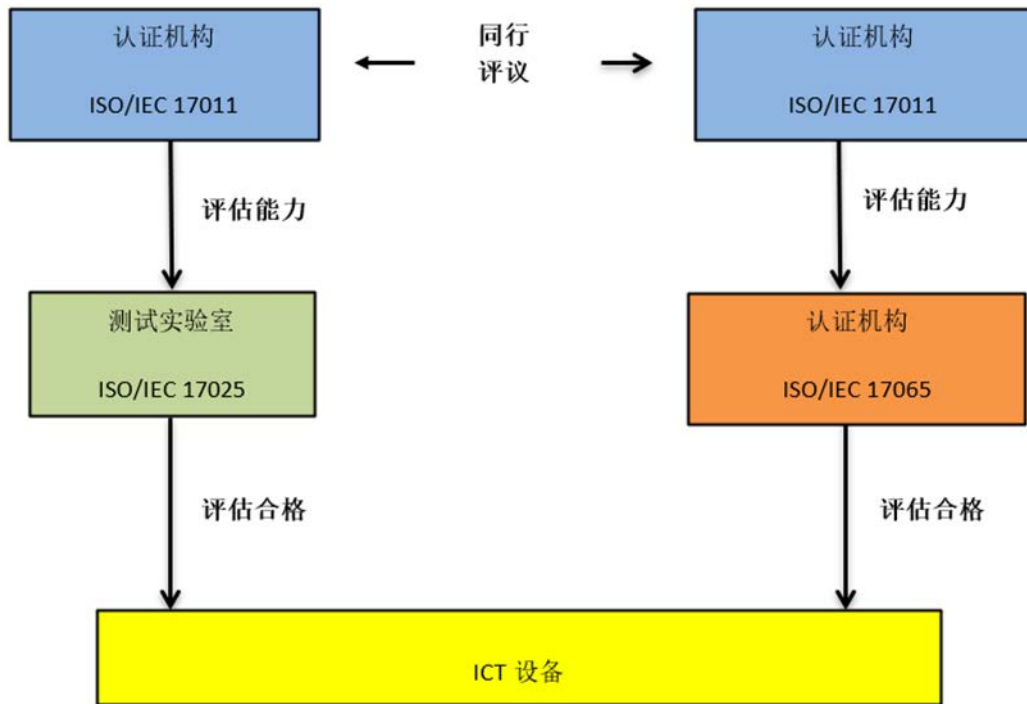 认证机构
ISO/IEC 17011
同行
评议
认证机构
ISO/IEC 17011
评估能力
评估能力
测试实验室
ISO/IEC 17025
认证机构
ISO/IEC 17065
评估合格
评估合格
ICT 设备